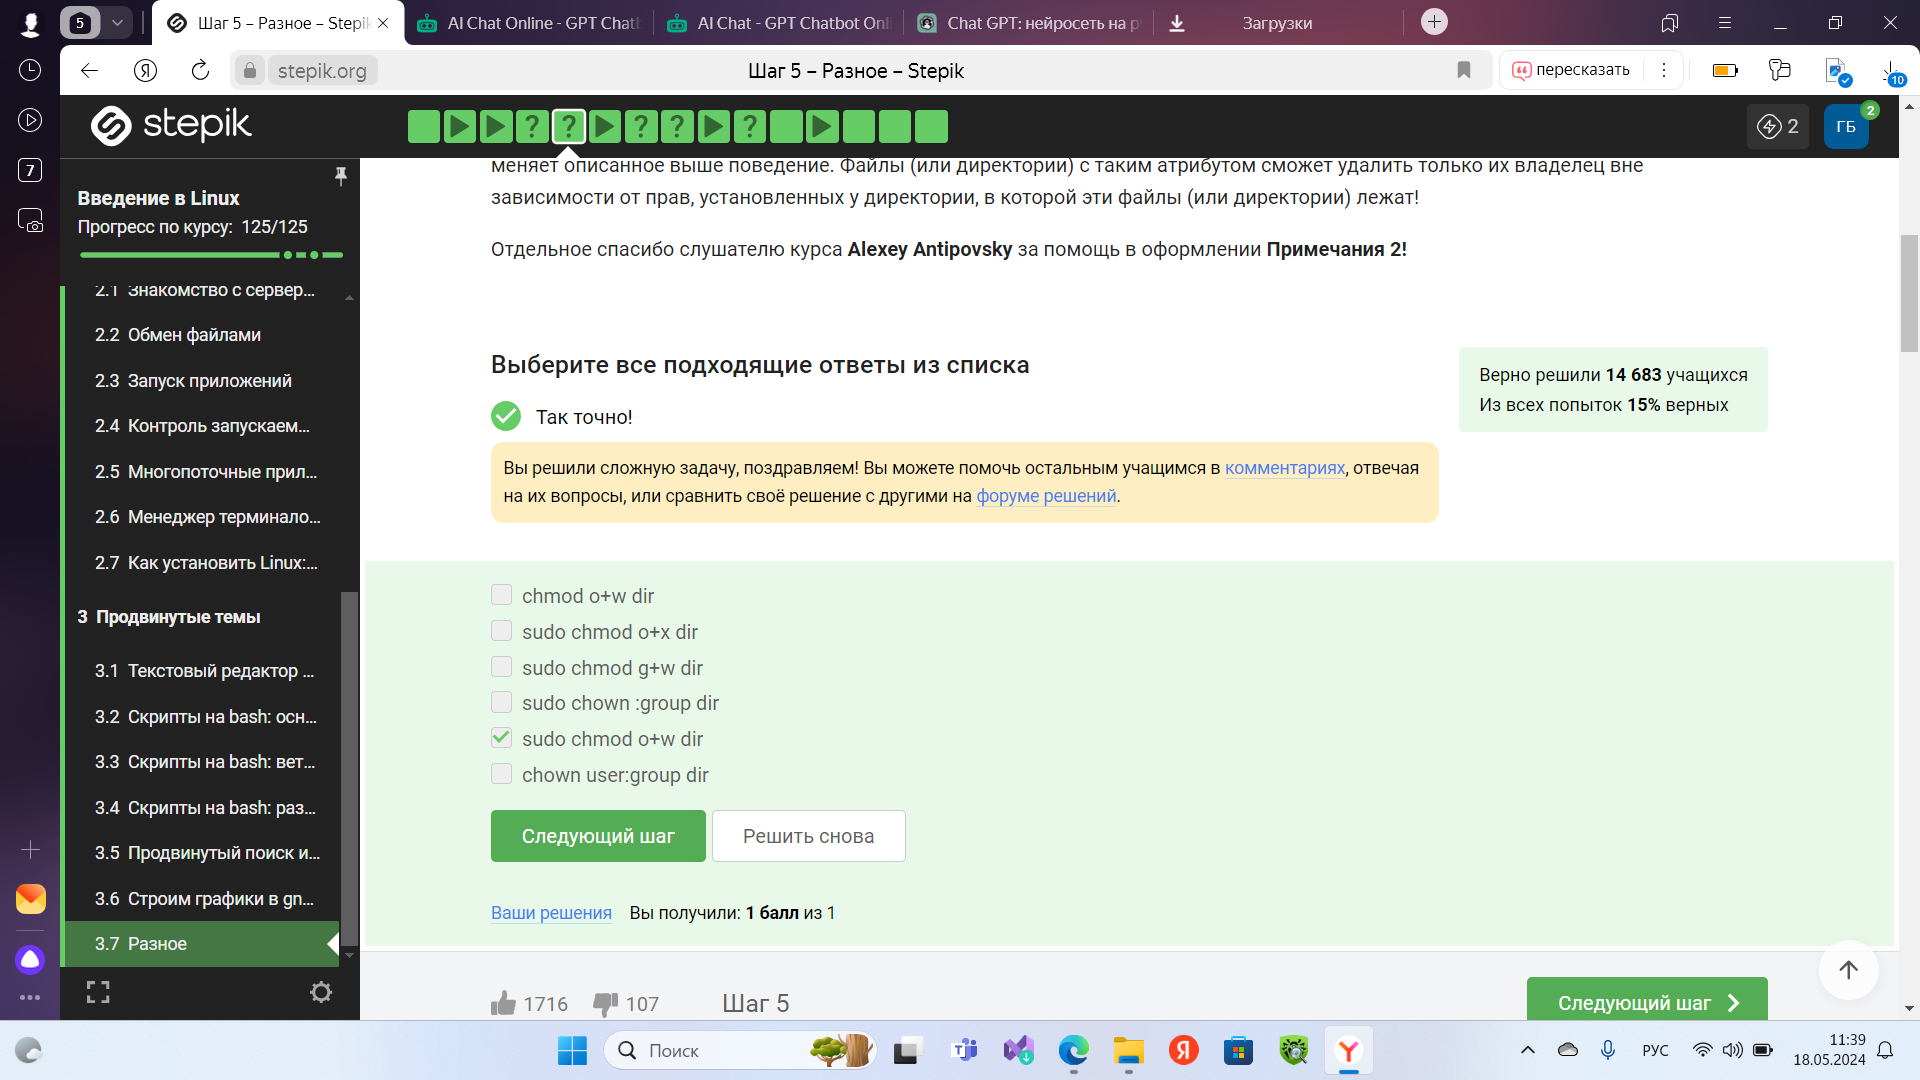 5
Шаг 5 – Разное – Stepik
AI Chat Online - GPT Chatb
AI Chat - GPT Chatbot Onl
Chat GPT: нейросеть на р
Загрузки
Я
stepik.org
Шаг 5 – Разное – Stepik
пересказать
10
7
stepik
? ? ? ? ?
2
ГБ
2
Введение в Linux
Прогресс по курсу: 125/125
2.1 Знакомство с сервер...
2.2 Обмен файлами
2.3 Запуск приложений
2.4 Контроль запускаем...
2.5 Многопоточные прил...
2.6 Менеджер терминало...
2.7 Как установить Linux:...
3 Продвинутые темы
3.1 Текстовый редактор ...
3.2 Скрипты на bash: осн...
3.3 Скрипты на bash: вет...
3.4 Скрипты на bash: раз...
3.5 Продвинутый поиск и...
3.6 Строим графики в gn...
3.7 Разное
меняет описанное выше поведение. Файлы (или директории) с таким атрибутом сможет удалить только их владелец вне
зависимости от прав, установленных у директории, в которой эти файлы (или директории) лежат!
Отдельное спасибо слушателю курса Alexey Antipovsky за помощь в оформлении Примечания 2!
Выберите все подходящие ответы из списка
Верно решили 14 683 учащихся
Из всех попыток 15% верных
Так точно!
Вы решили сложную задачу, поздравляем! Вы можете помочь остальным учащимся в комментариях, отвечая
на их вопросы, или сравнить своё решение с другими на форуме решений.
chmod o+w dir
sudo chmod o+x dir
sudo chmod g+w dir
sudo chown :group dir
sudo chmod o+w dir
chown user:group dir
Следующий шаг
Решить снова
Ваши решения Вы получили: 1 балл из 1
1716
107
Шаг 5
Следующий шаг
Поиск
Я
РУС
11:39
18.05.2024